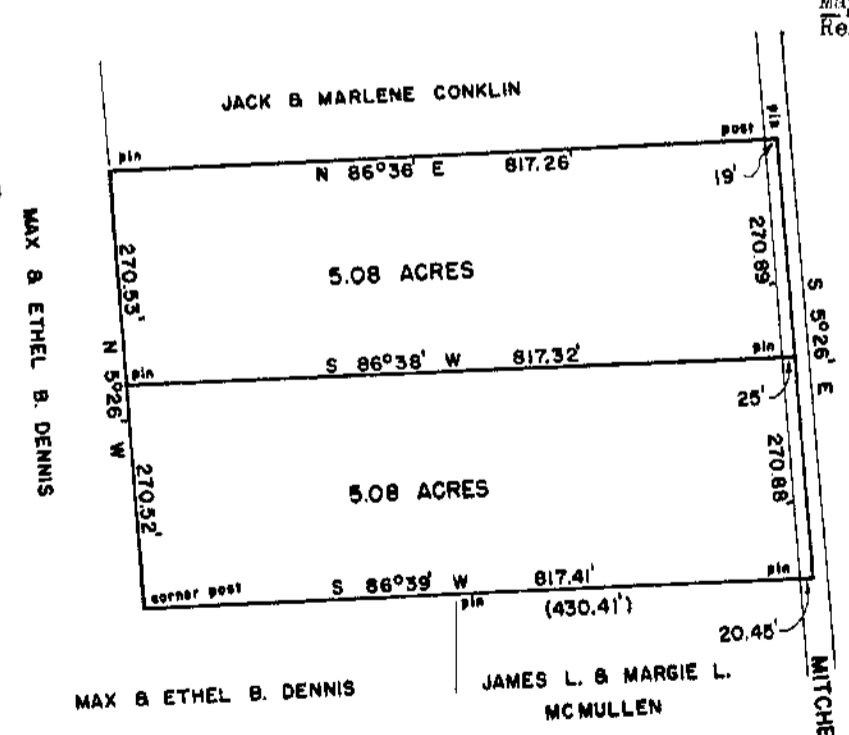 JACK & MARLENE CONKLIN
pin
post
pin
N 86°36' E 817.26'
19'
MAX & ETHEL B. DENNIS
270.53'
5.08 ACRES
270.89'
S 5°26' E
N 5°26' W
pin
S 86°38' W 817.32'
pin
25'
270.52'
5.08 ACRES
270.88'
corner post
S 86°39' W 817.41'
pin
pin
(430.41')
20.45'
MAX & ETHEL B. DENNIS
JAMES L. & MARGIE L.
MCMULLEN
MITCHE